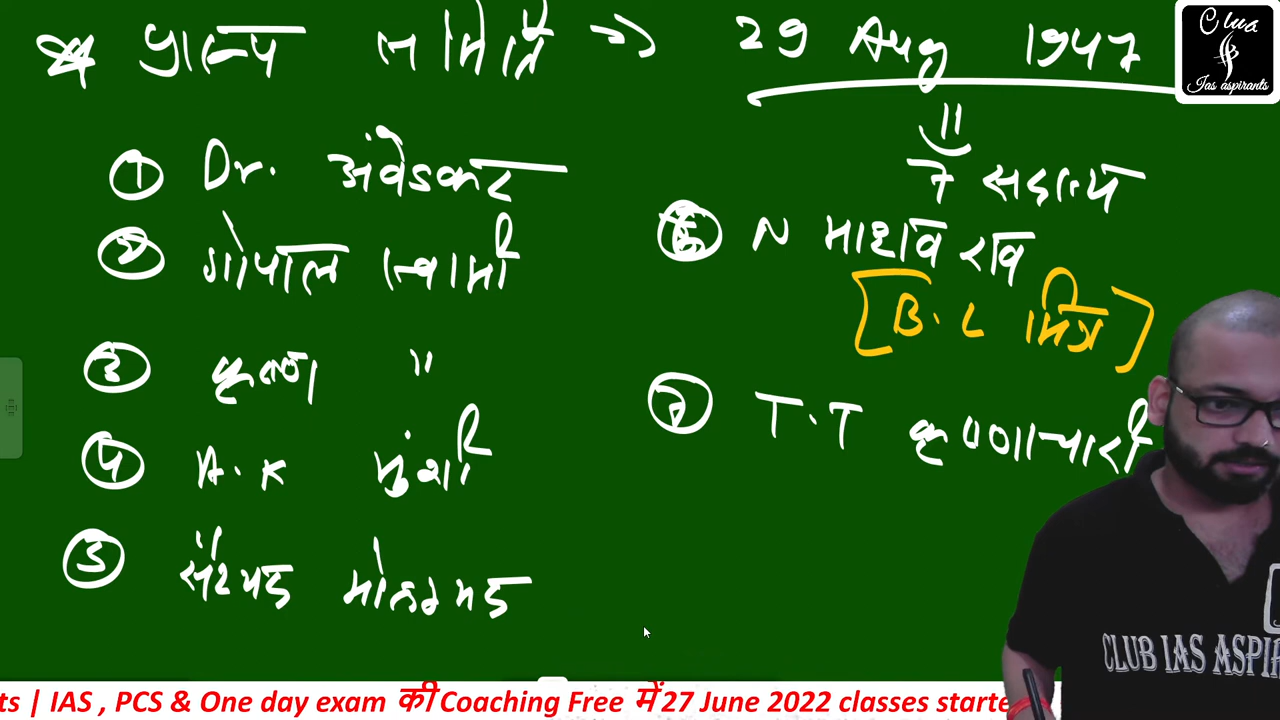 प्रारूप समिति => 29 Aug 1947
7 सदस्य
① Dr. अंबेडकर
② गोपाल स्वामी
③ कृष्णा "
④ A. K मुंशी
⑤ सैय्यद मोहम्मद
⑥ N माधव रवि
[B. L मित्र]
⑦ T. T कृष्णाचारी
Club
Ias aspirants
CLUB IAS ASPIR
ts | IAS , PCS & One day exam की Coaching Free में 27 June 2022 classes starte